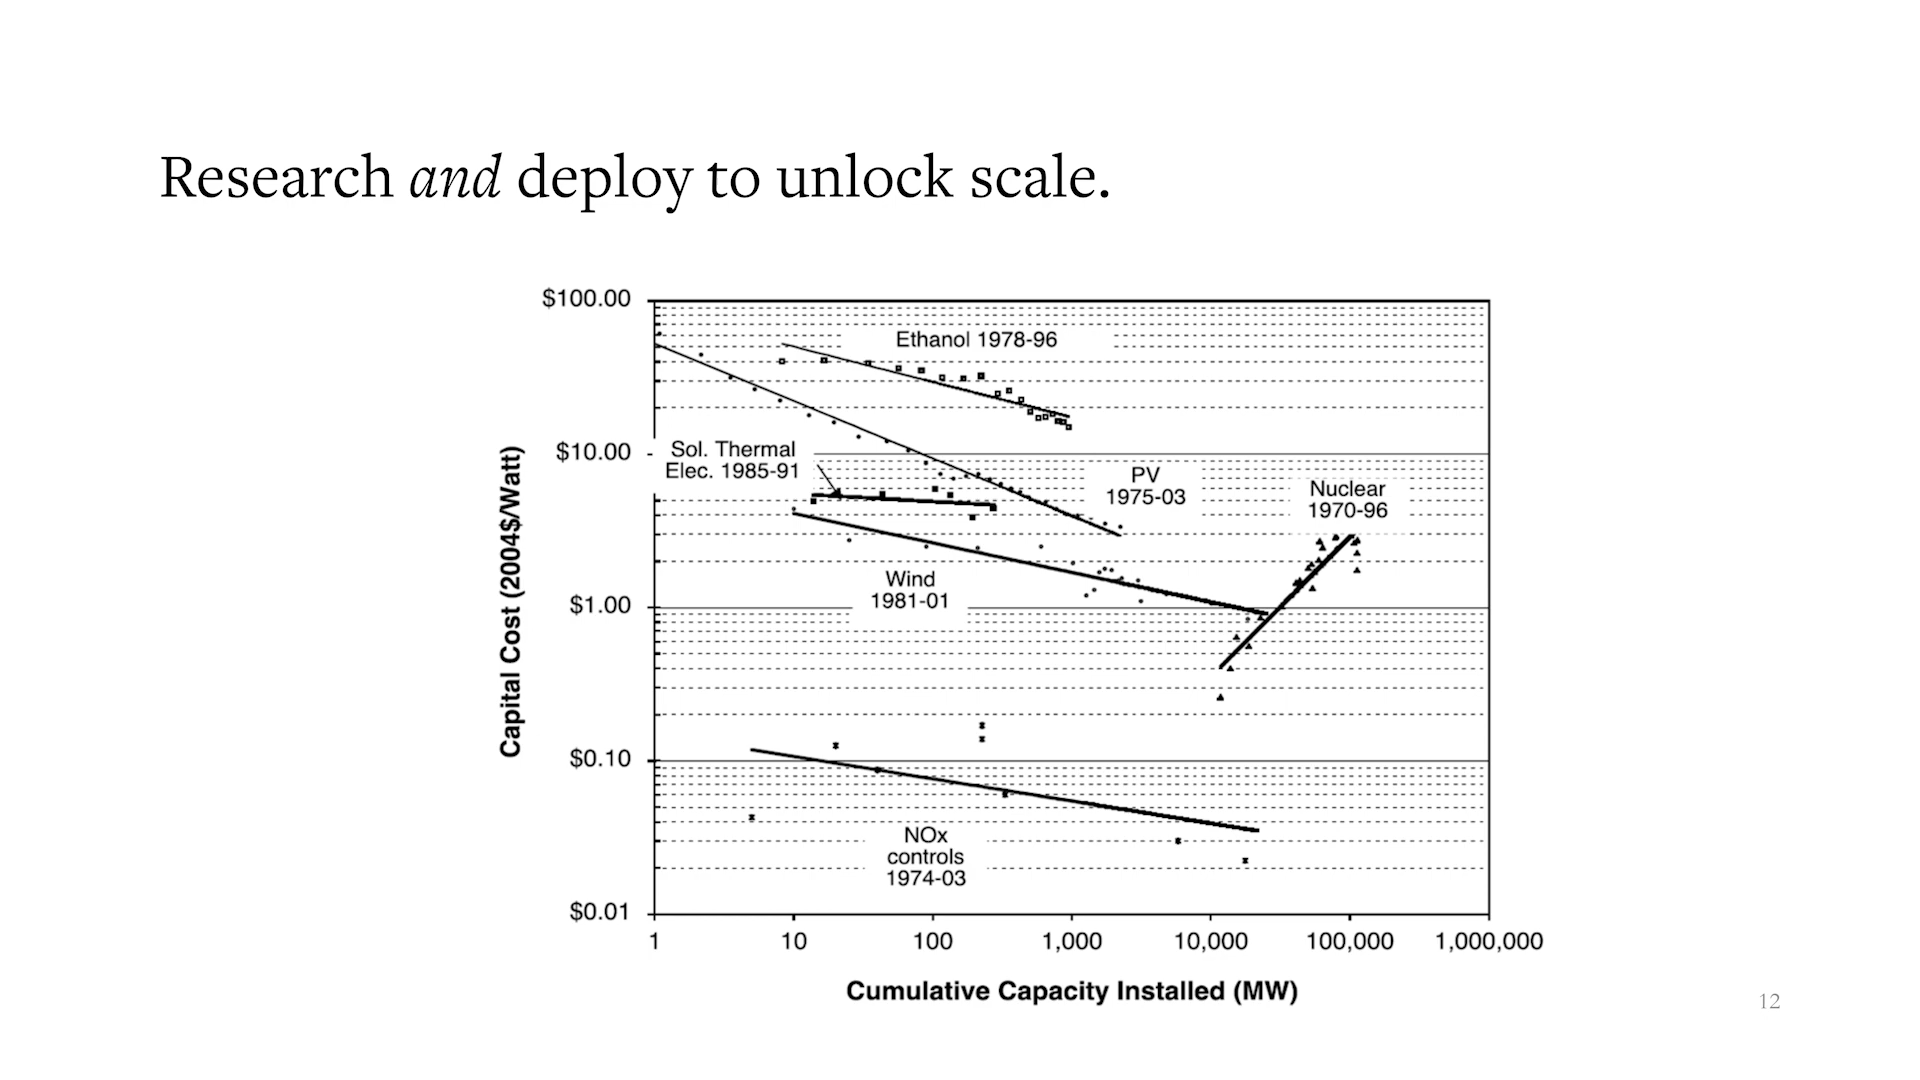 Research and deploy to unlock scale.
$100.00
$10.00
$1.00
$0.10
$0.01
Capital Cost (2004$/Watt)
Ethanol 1978-96
Sol. Thermal
Elec. 1985-91
PV
1975-03
Nuclear
1970-96
Wind
1981-01
NOx
controls
1974-03
1 10 100 1,000 10,000 100,000 1,000,000
Cumulative Capacity Installed (MW)
12